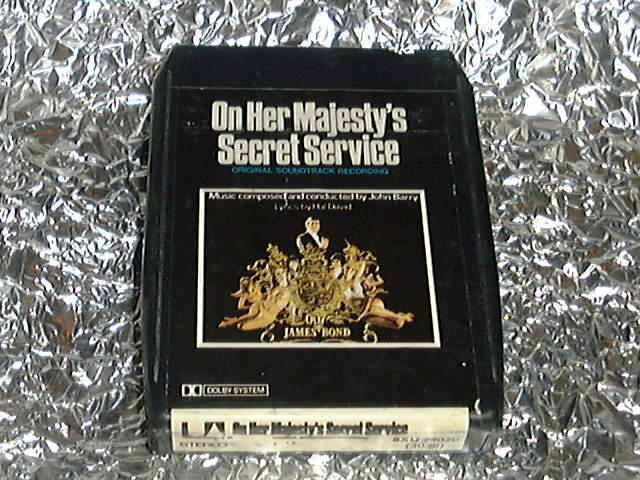 On Her Majesty's
Secret Service
ORIGINAL SOUNDTRACK RECORDING
Music composed and conducted by John Barry
Lyrics by Hal David
007
JAMES BOND
DOLBY SYSTEM
UA On Her Majesty's Secret Service
STEREO